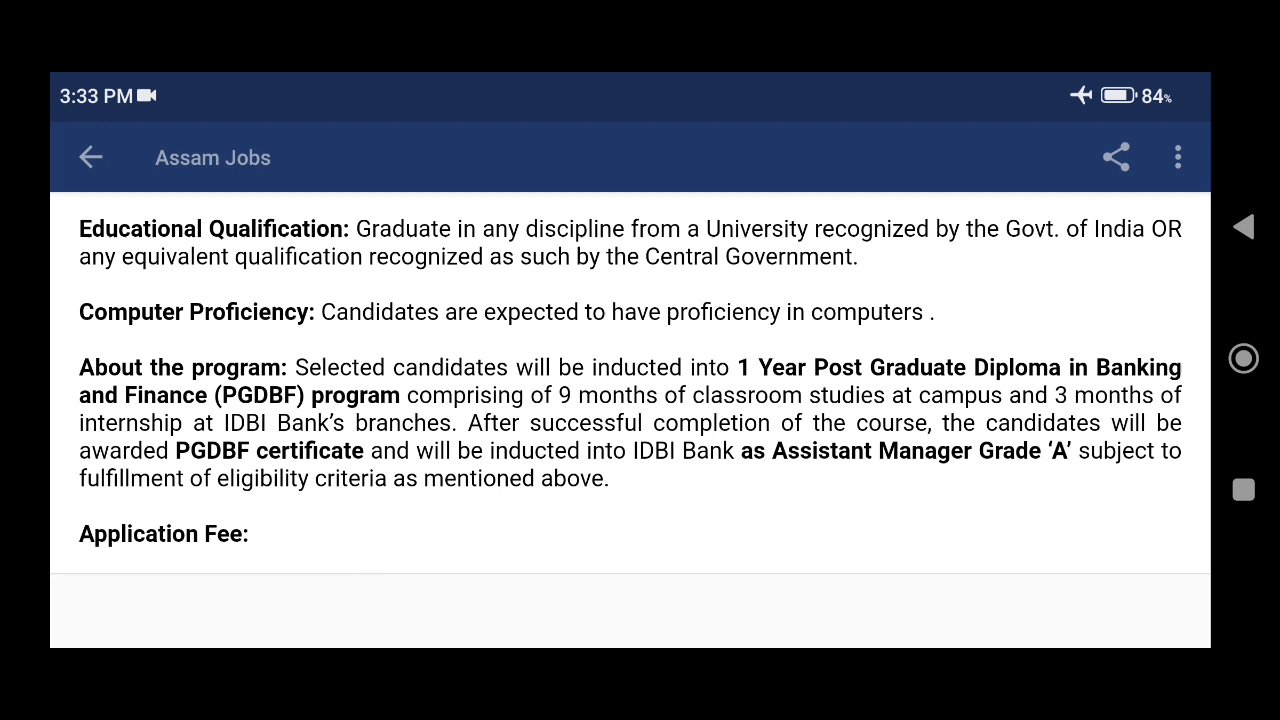 3:33 PM
84%
Assam Jobs
Educational Qualification: Graduate in any discipline from a University recognized by the Govt. of India OR
any equivalent qualification recognized as such by the Central Government.
Computer Proficiency: Candidates are expected to have proficiency in computers .
About the program: Selected candidates will be inducted into 1 Year Post Graduate Diploma in Banking
and Finance (PGDBF) program comprising of 9 months of classroom studies at campus and 3 months of
internship at IDBI Bank’s branches. After successful completion of the course, the candidates will be
awarded PGDBF certificate and will be inducted into IDBI Bank as Assistant Manager Grade ‘A’ subject to
fulfillment of eligibility criteria as mentioned above.
Application Fee: